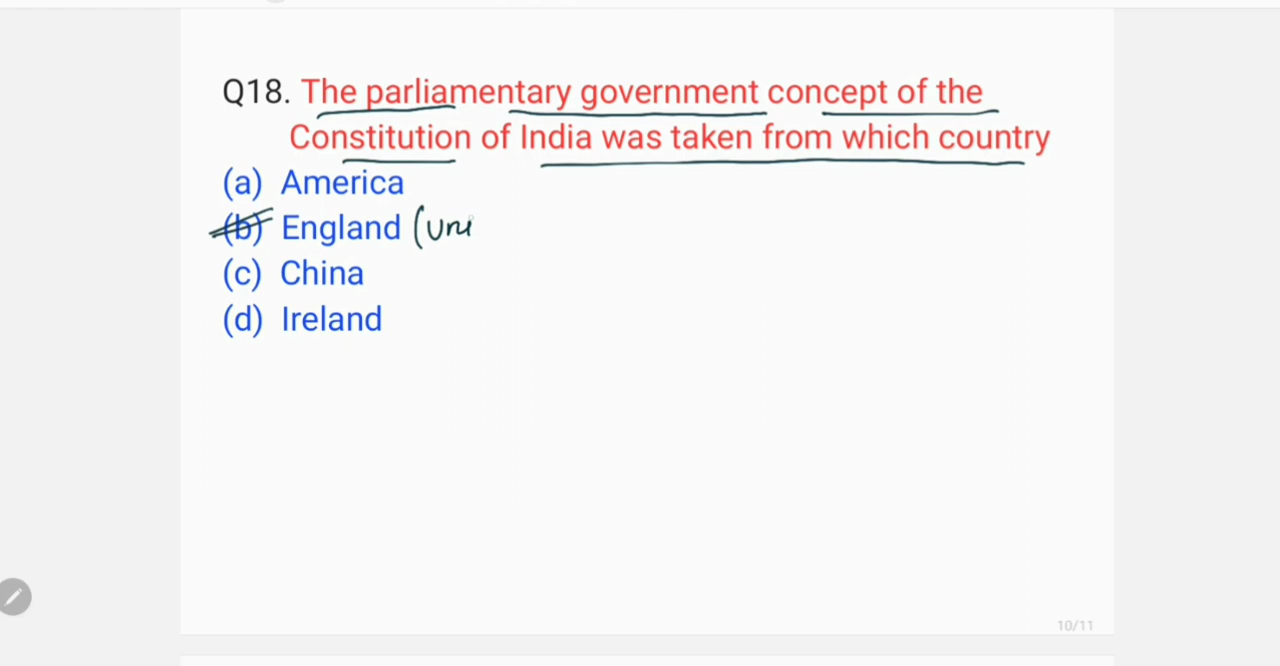 Q18. The parliamentary government concept of the
Constitution of India was taken from which country
(a) America
(b) England (Uni
(c) China
(d) Ireland
10/11